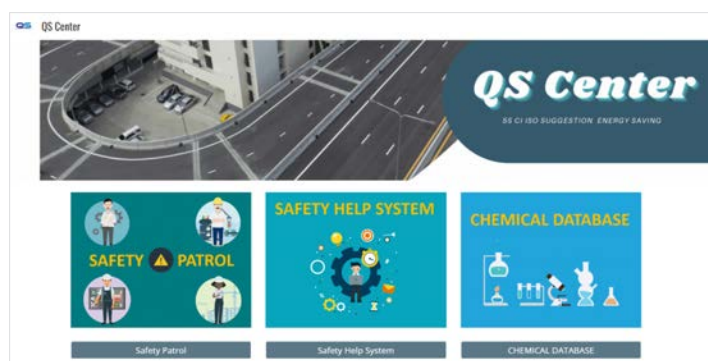 QS QS Center
QS Center
5S CI ISO SUGGESTION ENERGY SAVING
SAFETY PATROL
SAFETY HELP SYSTEM
CHEMICAL DATABASE
Safety Patrol
Safety Help System
CHEMICAL DATABASE